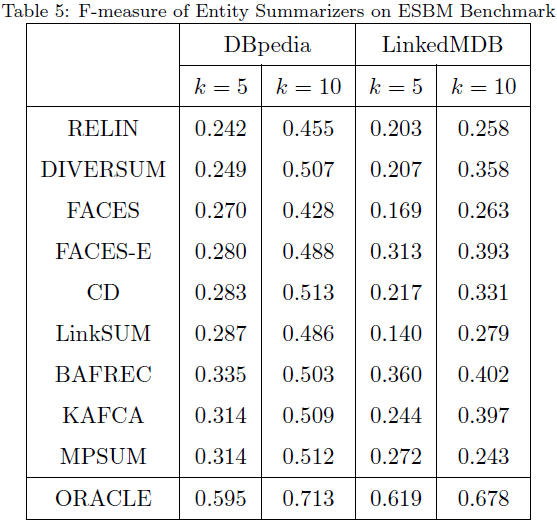 Table 5: F-measure of Entity Summarizers on ESBM Benchmark
DBpedia LinkedMDB
k = 5 k = 10 k = 5 k = 10
RELIN 0.242 0.455 0.203 0.258
DIVERSUM 0.249 0.507 0.207 0.358
FACES 0.270 0.428 0.169 0.263
FACES-E 0.280 0.488 0.313 0.393
CD 0.283 0.513 0.217 0.331
LinkSUM 0.287 0.486 0.140 0.279
BAFREC 0.335 0.503 0.360 0.402
KAFCA 0.314 0.509 0.244 0.397
MPSUM 0.314 0.512 0.272 0.243
ORACLE 0.595 0.713 0.619 0.678